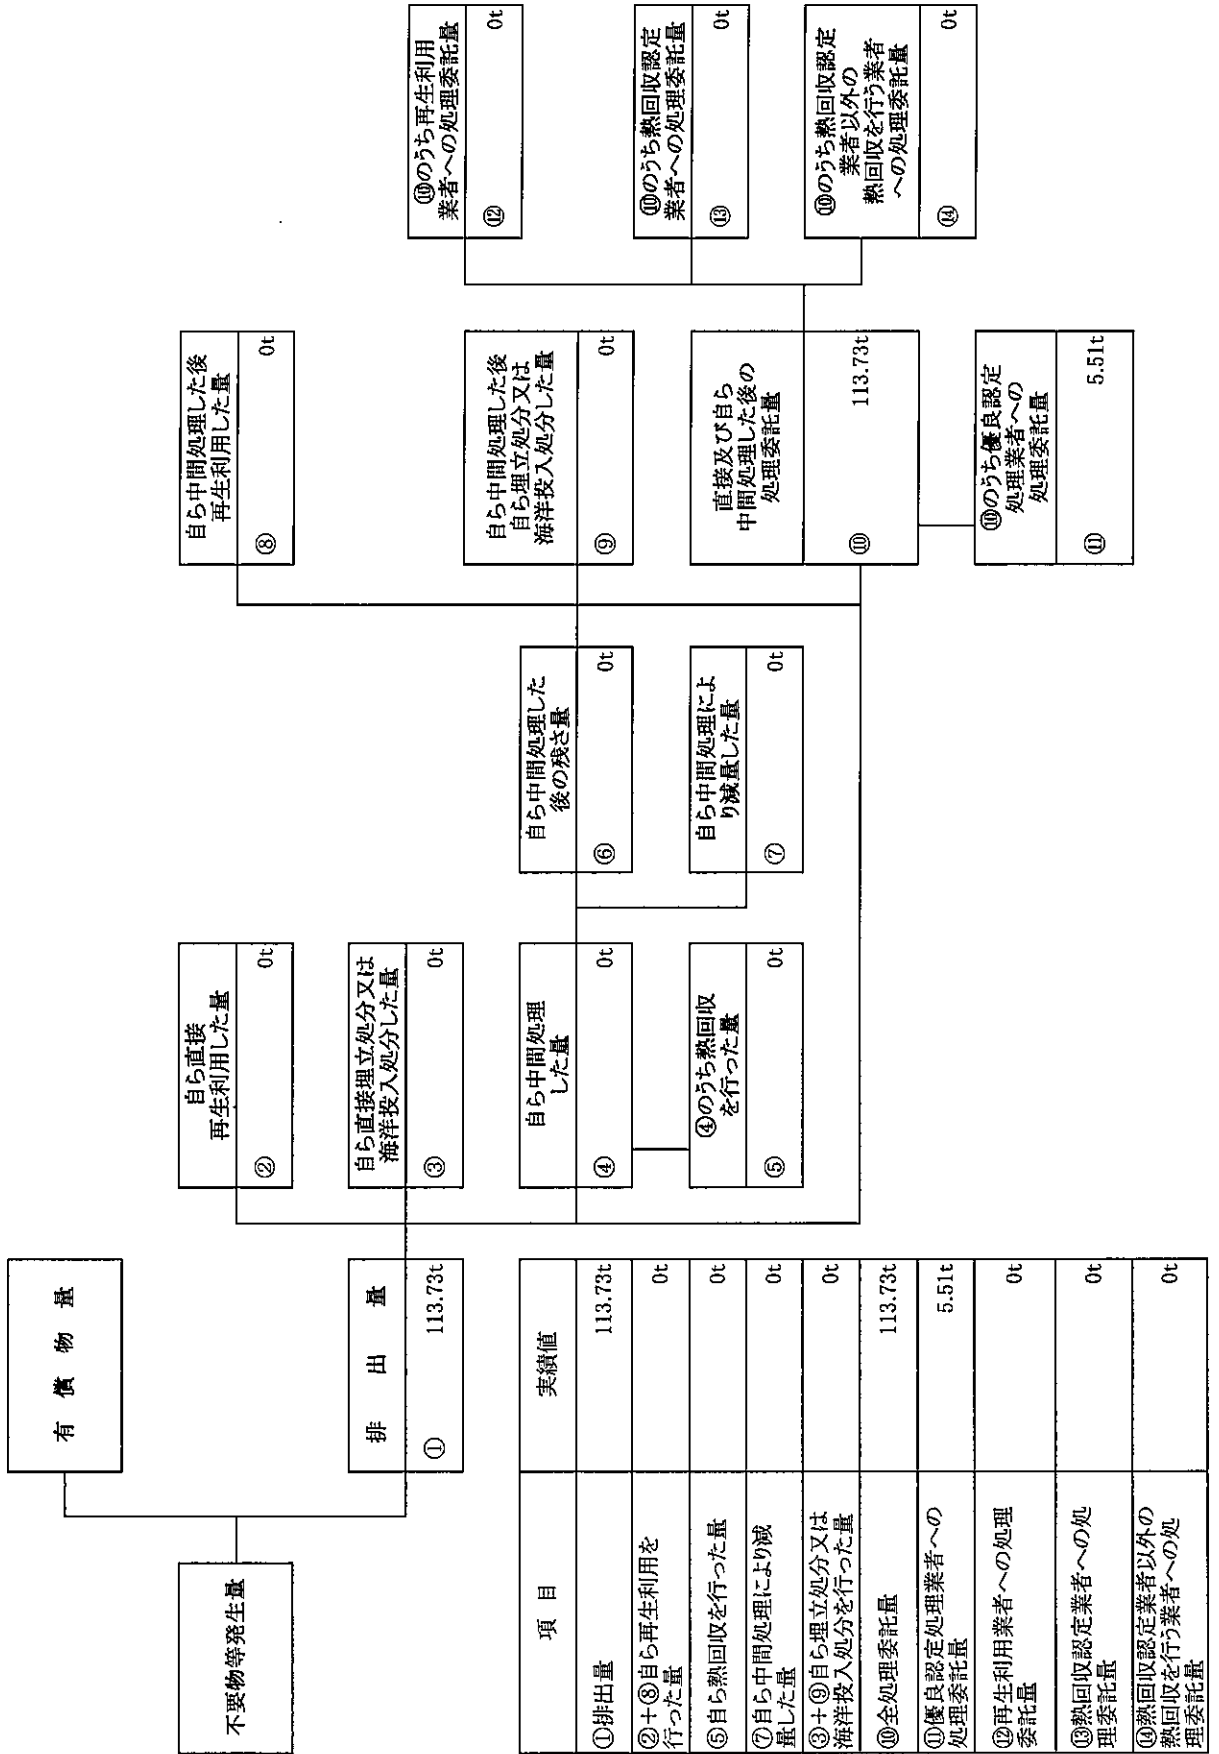 不要物等発生量
有償物量
排出量
① 113.73t
自ら直接
再生利用した量
② 0t
自ら直接埋立処分又は
海洋投入処分した量
③ 0t
自ら中間処理
した量
④ 0t
④のうち熱回収
を行った量
⑤ 0t
自ら中間処理した
後の残さ量
⑥ 0t
自ら中間処理によ
り減量した量
⑦ 0t
自ら中間処理した後
再生利用した量
⑧ 0t
自ら中間処理した後
自ら埋立処分又は
海洋投入処分した量
⑨ 0t
直接及び自ら
中間処理した後の
処理委託量
⑩ 113.73t
⑩のうち優良認定
処理業者への
処理委託量
⑪ 5.51t
⑩のうち再生利用
業者への処理委託量
⑫ 0t
⑩のうち熱回収認定
業者への処理委託量
⑬ 0t
⑩のうち熱回収認定
業者以外の
熱回収を行う業者
への処理委託量
⑭ 0t
項目 実績値
①排出量 113.73t
②+⑧自ら再生利用を
行った量 0t
⑤自ら熱回収を行った量 0t
⑦自ら中間処理により減
量した量 0t
③+⑨自ら埋立処分又は
海洋投入処分を行った量 0t
⑩全処理委託量 113.73t
⑪優良認定処理業者への
処理委託量 5.51t
⑫再生利用業者への処理
委託量 0t
⑬熱回収認定業者への処
理委託量 0t
⑭熱回収認定業者以外の
熱回収を行う業者への処
理委託量 0t